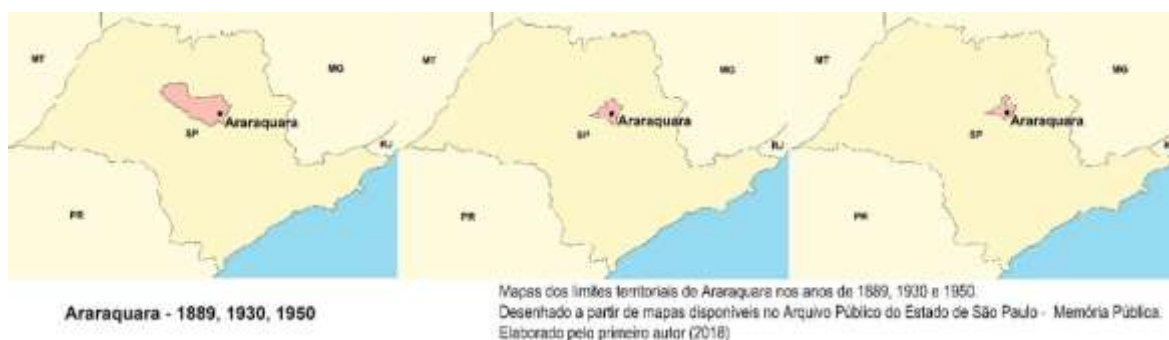 MT
MG
Araraquara
SP
RJ
PR
MT
MG
Araraquara
SP
RJ
PR
MT
MG
Araraquara
SP
PR
Araraquara - 1889, 1930, 1950
Mapas dos limites territoriais de Araraquara nos anos de 1889, 1930 e 1950.
Desenhado a partir de mapas disponíveis no Arquivo Público do Estado de São Paulo - Memória Pública.
Elaborado pelo primeiro autor (2018)